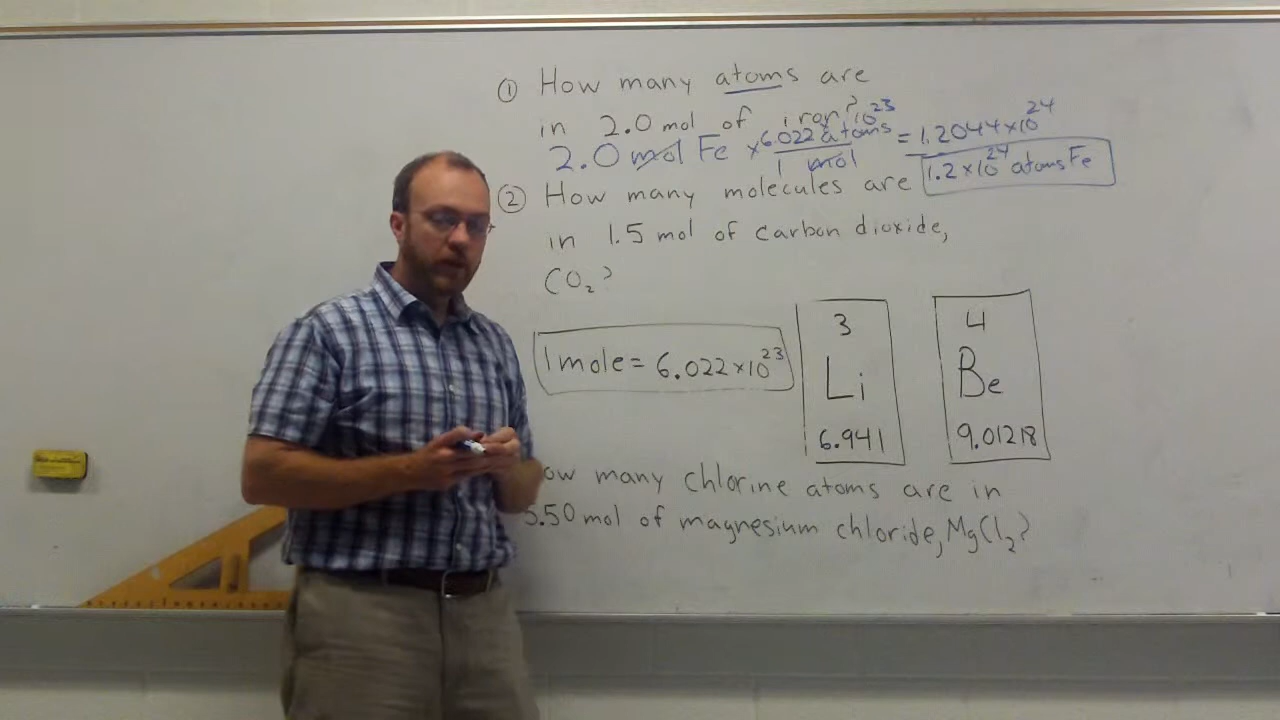 ① How many atoms are
in 2.0 mol of iron?
2.0 mol Fe × 6.022 × 10²³ atoms / 1 mol = 1.2044×10²⁴
1.2×10²⁴ atoms Fe
② How many molecules are
in 1.5 mol of carbon dioxide,
CO₂?
1 mole = 6.022×10²³
3
Li
6.941
4
Be
9.01218
ow many chlorine atoms are in
5.50 mol of magnesium chloride, MgCl₂?